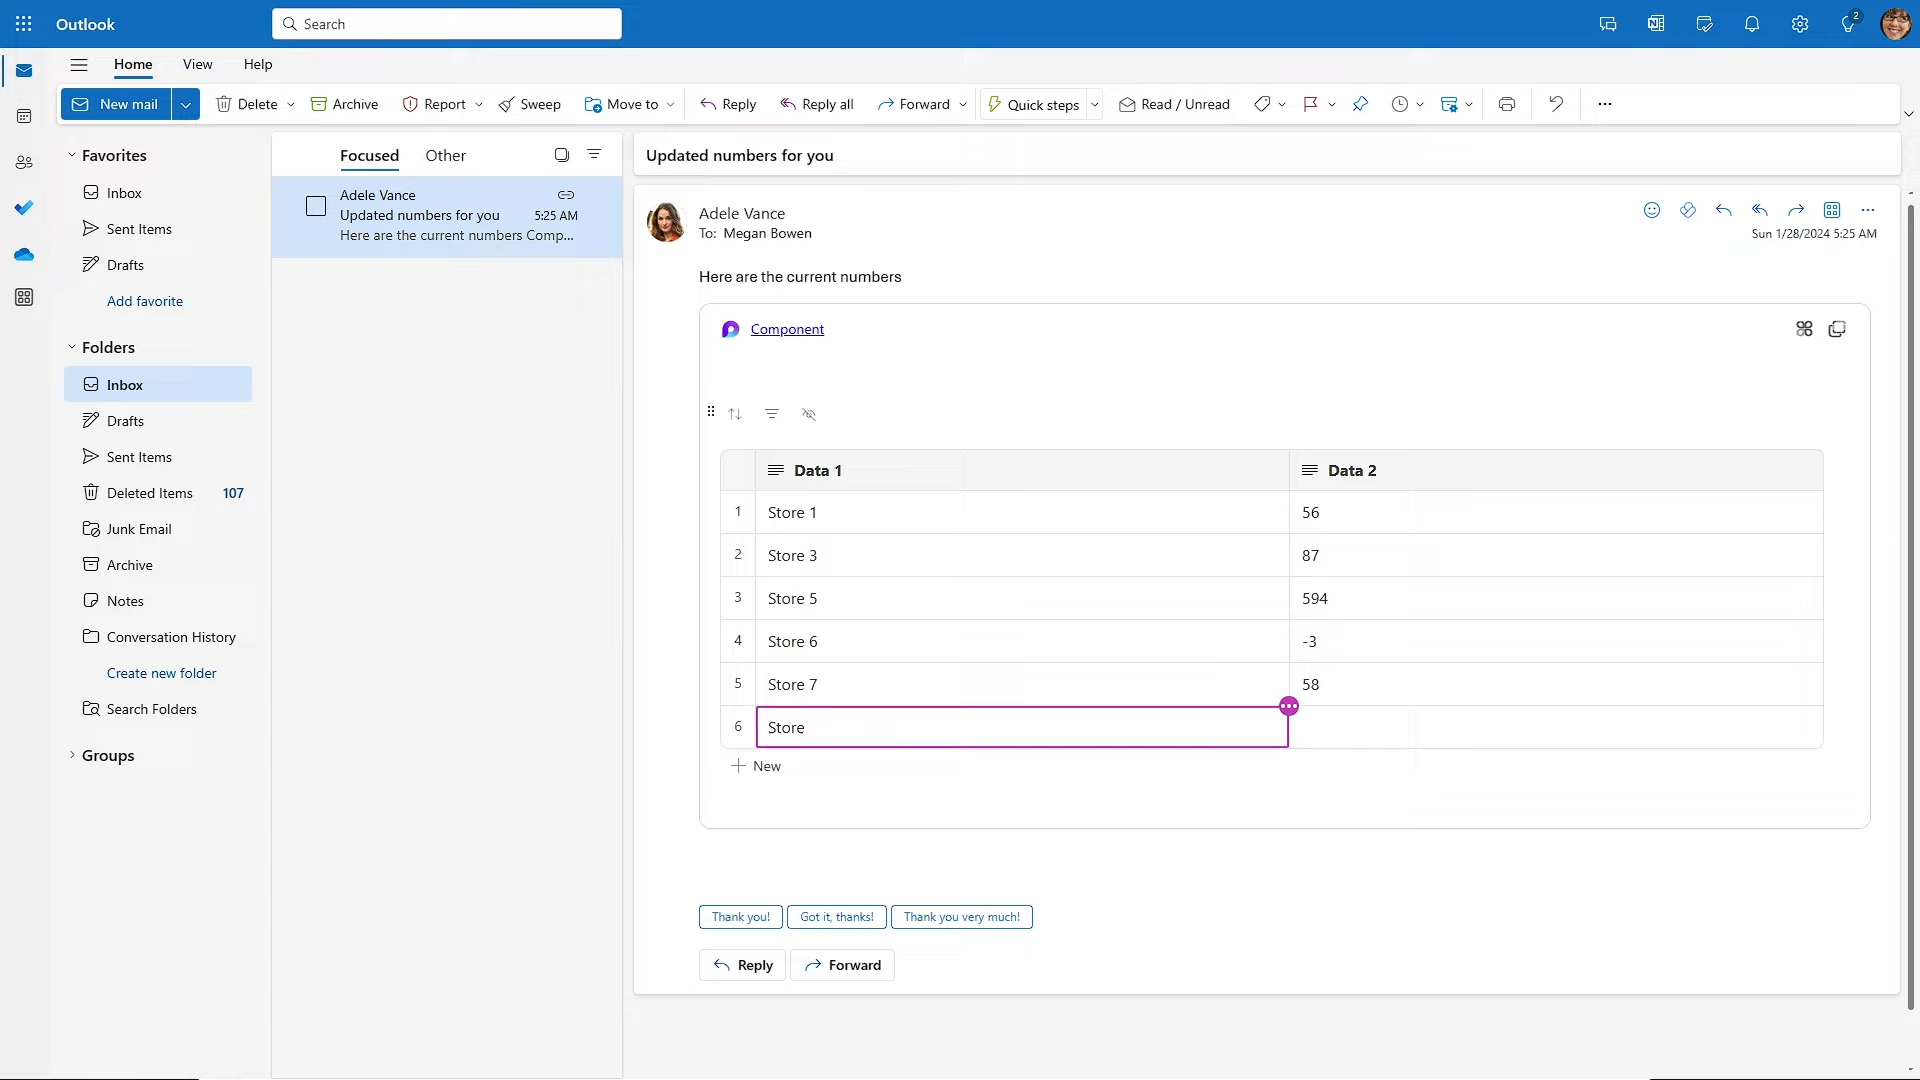 Outlook
Search
2
Home View Help
New mail Delete Archive Report Sweep Move to Reply Reply all Forward Quick steps Read / Unread
Favorites
Inbox
Sent Items
Drafts
Add favorite
Folders
Inbox
Drafts
Sent Items
Deleted Items 107
Junk Email
Archive
Notes
Conversation History
Create new folder
Search Folders
Groups
Focused Other
Adele Vance
Updated numbers for you 5:25 AM
Here are the current numbers Comp...
Updated numbers for you
Adele Vance
To: Megan Bowen
Sun 1/28/2024 5:25 AM
Here are the current numbers
Component
Data 1 Data 2
1 Store 1 56
2 Store 3 87
3 Store 5 594
4 Store 6 -3
5 Store 7 58
6 Store
New
Thank you! Got it, thanks! Thank you very much!
Reply Forward